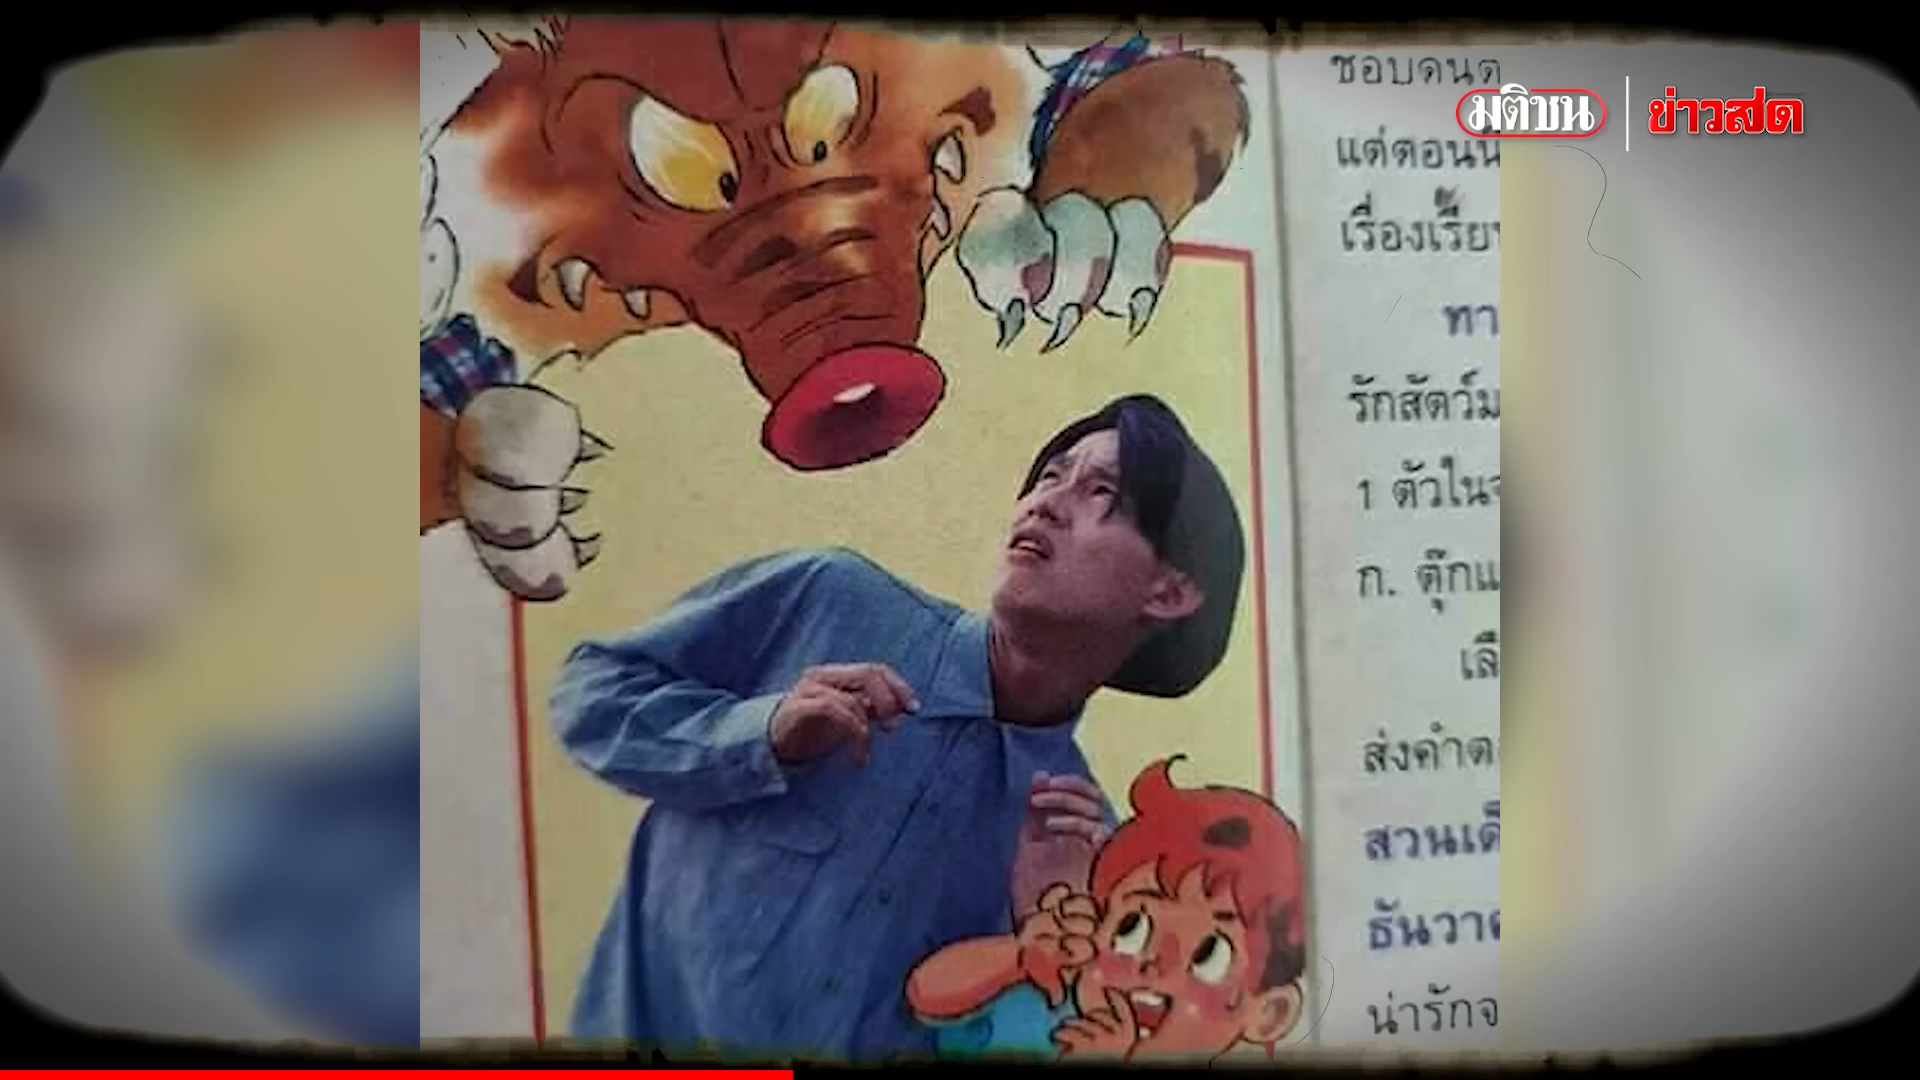 มติชน
ข่าวสด
ชอบดนต
แต่ตอนนั้
เรื่องเรีย
ทา
รักสัตว์ม
1 ตัวใน
ก. ตุ๊กแ
เลื
ส่งคำต
สวนเด็
ธันวาค
น่ารักจ